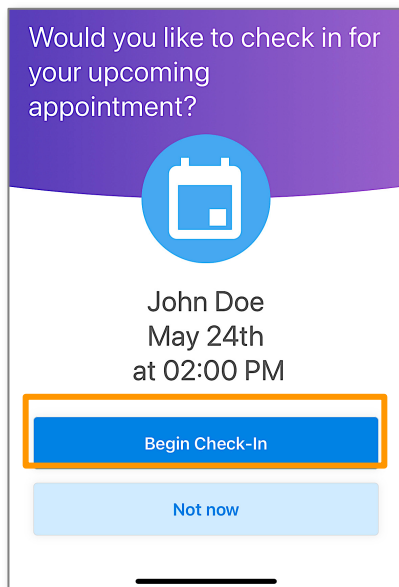 Would you like to check in for
your upcoming
appointment?
John Doe
May 24th
at 02:00 PM
Begin Check-In
Not now